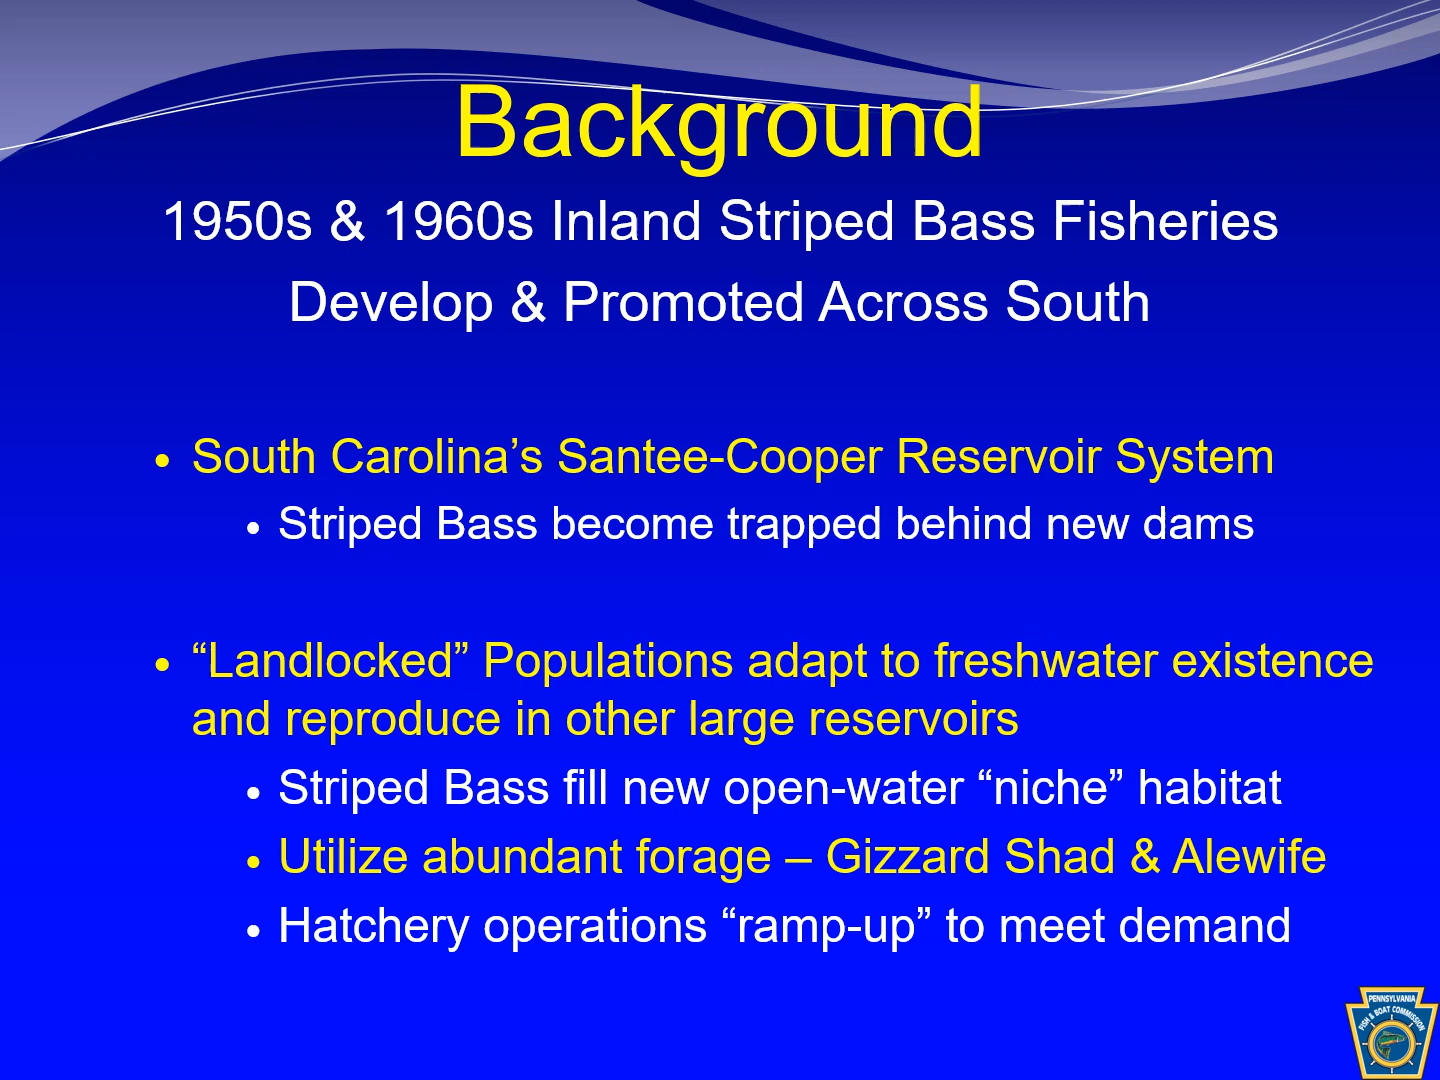 Background
1950s & 1960s Inland Striped Bass Fisheries
Develop & Promoted Across South
• South Carolina’s Santee-Cooper Reservoir System
• Striped Bass become trapped behind new dams
• “Landlocked” Populations adapt to freshwater existence
and reproduce in other large reservoirs
• Striped Bass fill new open-water “niche” habitat
• Utilize abundant forage – Gizzard Shad & Alewife
• Hatchery operations “ramp-up” to meet demand
PENNSYLVANIA
FISH & BOAT COMMISSION